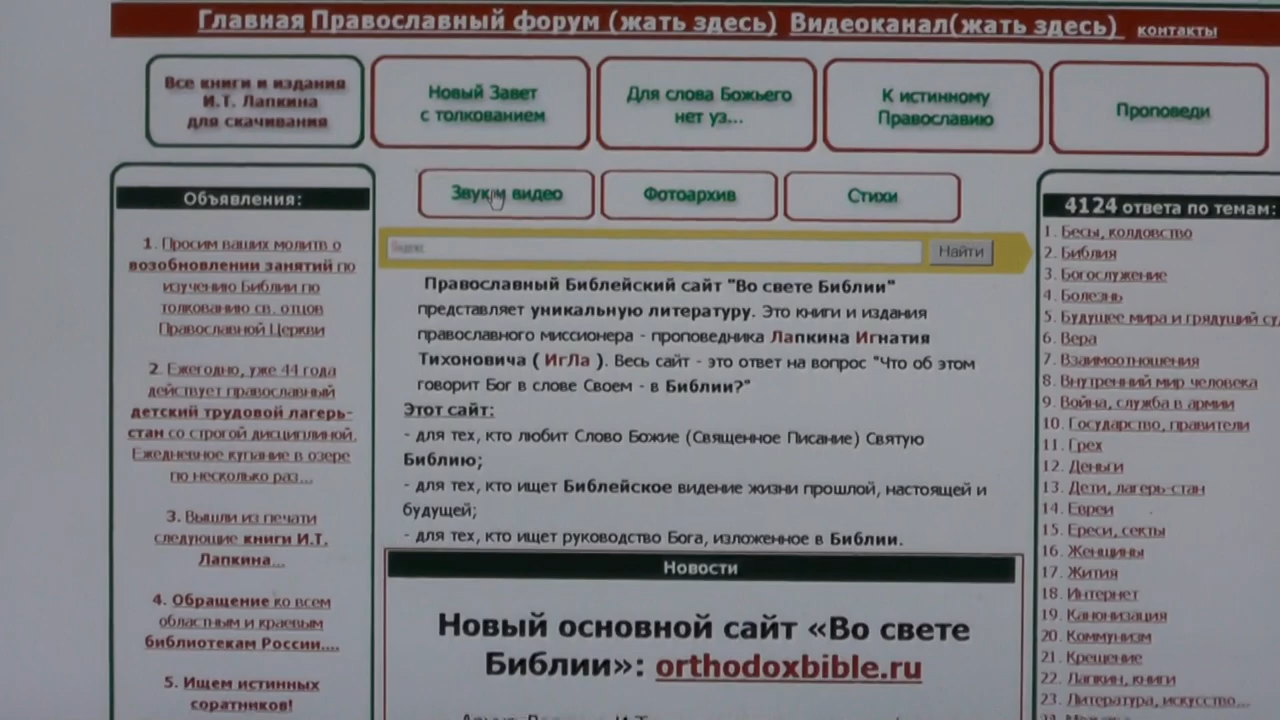 Главная Православный форум (жать здесь) Видеоканал(жать здесь) контакты
Все книги и издания
И.Т. Лапкина
для скачивания
Новый Завет
с толкованием
Для слова Божьего
нет уз...
К истинному
Православию
Проповеди
Звук и видео
Фотоархив
Стихи
Яндекс
Найти
Объявления:
1. Просим ваших молитв о
возобновлении занятий по
изучению Библии по
толкованию св. отцов
Православной Церкви
2. Ежегодно, уже 44 года
действует православный
детский трудовой лагерь-
стан со строгой дисциплиной.
Ежедневное купание в озере
по несколько раз...
3. Вышли из печати
следующие книги И.Т.
Лапкина...
4. Обращение ко всем
областным и краевым
библиотекам России....
5. Ищем истинных
соратников!
Православный Библейский сайт "Во свете Библии"
представляет уникальную литературу. Это книги и издания
православного миссионера - проповедника Лапкина Игнатия
Тихоновича ( ИгЛа ). Весь сайт - это ответ на вопрос "Что об этом
говорит Бог в слове Своем - в Библии?"
Этот сайт:
- для тех, кто любит Слово Божие (Священное Писание) Святую
Библию;
- для тех, кто ищет Библейское видение жизни прошлой, настоящей и
будущей;
- для тех, кто ищет руководство Бога, изложенное в Библии.
Новости
Новый основной сайт «Во свете
Библии»: orthodoxbible.ru
4124 ответа по темам:
1. Бесы, колдовство
2. Библия
3. Богослужение
4. Болезнь
5. Будущее мира и грядущий су
6. Вера
7. Взаимоотношения
8. Внутренний мир человека
9. Война, служба в армии
10. Государство, правители
11. Грех
12. Деньги
13. Дети, лагерь-стан
14. Евреи
15. Ереси, секты
16. Женщины
17. Жития
18. Интернет
19. Канонизация
20. Коммунизм
21. Крещение
22. Лапкин, книги
23. Литература, искусство...